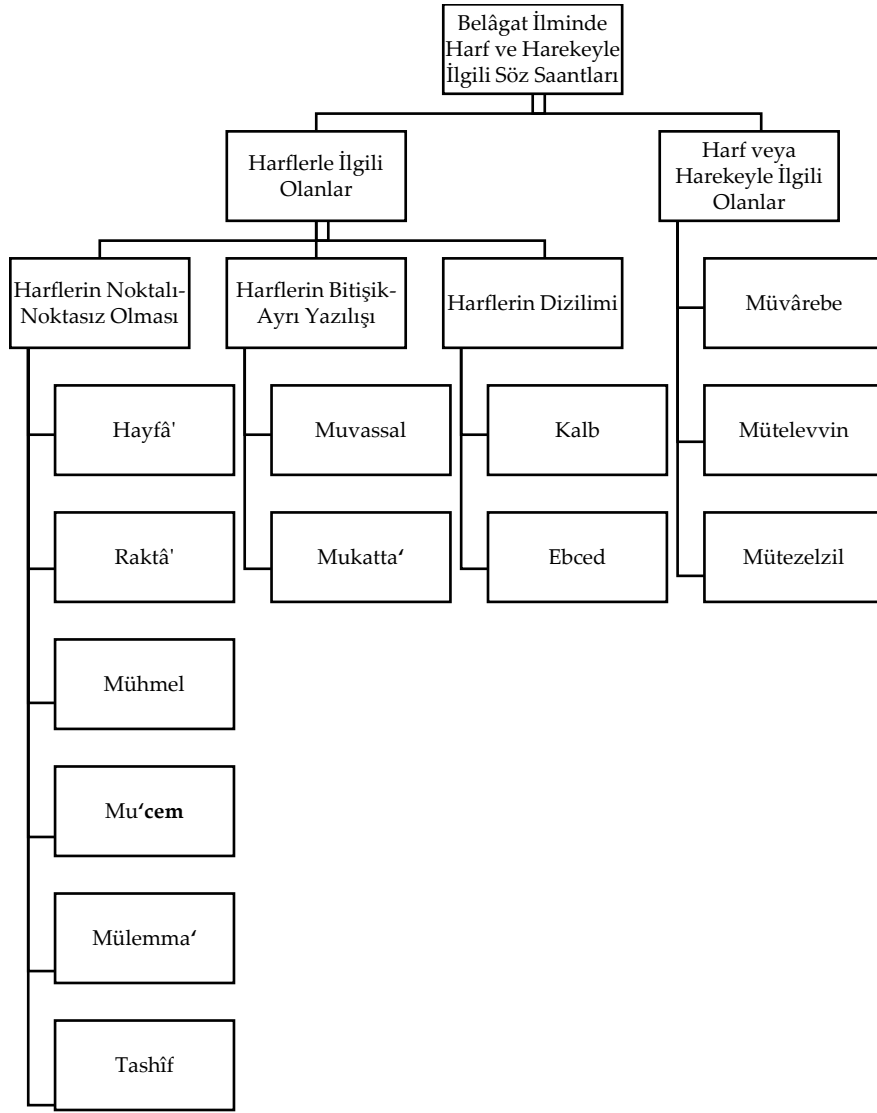 Belâgat İlminde
Harf ve Harekeyle
İlgili Söz Saantları
Harflerle İlgili
Olanlar
Harf veya
Harekeyle İlgili
Olanlar
Harflerin Noktalı-
Noktasız Olması
Harflerin Bitişik-
Ayrı Yazılışı
Harflerin Dizilimi
Hayfâ'
Raktâ'
Mühmel
Mu‘cem
Mülemma‘
Tashîf
Muvassal
Mukatta‘
Kalb
Ebced
Müvârebe
Mütelevvin
Mütezelzil